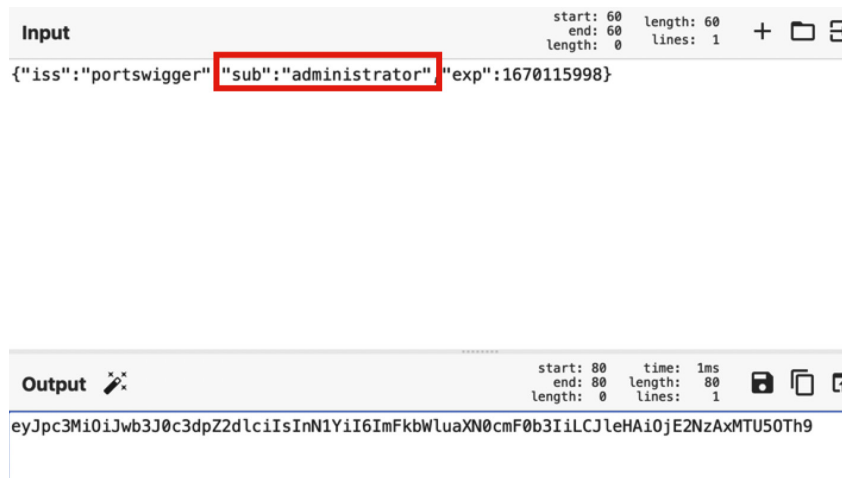 Input
start: 60
end: 60
length: 0
length: 60
lines: 1
{"iss":"portswigger","sub":"administrator","exp":1670115998}
Output
start: 80
end: 80
length: 0
time: 1ms
length: 80
lines: 1
eyJpc3MiOiJwb3J0c3dpZ2dlciIsInN1YiI6ImFkbWluaXN0cmF0b3IiLCJleHAiOjE2NzAxMTU5OTh9